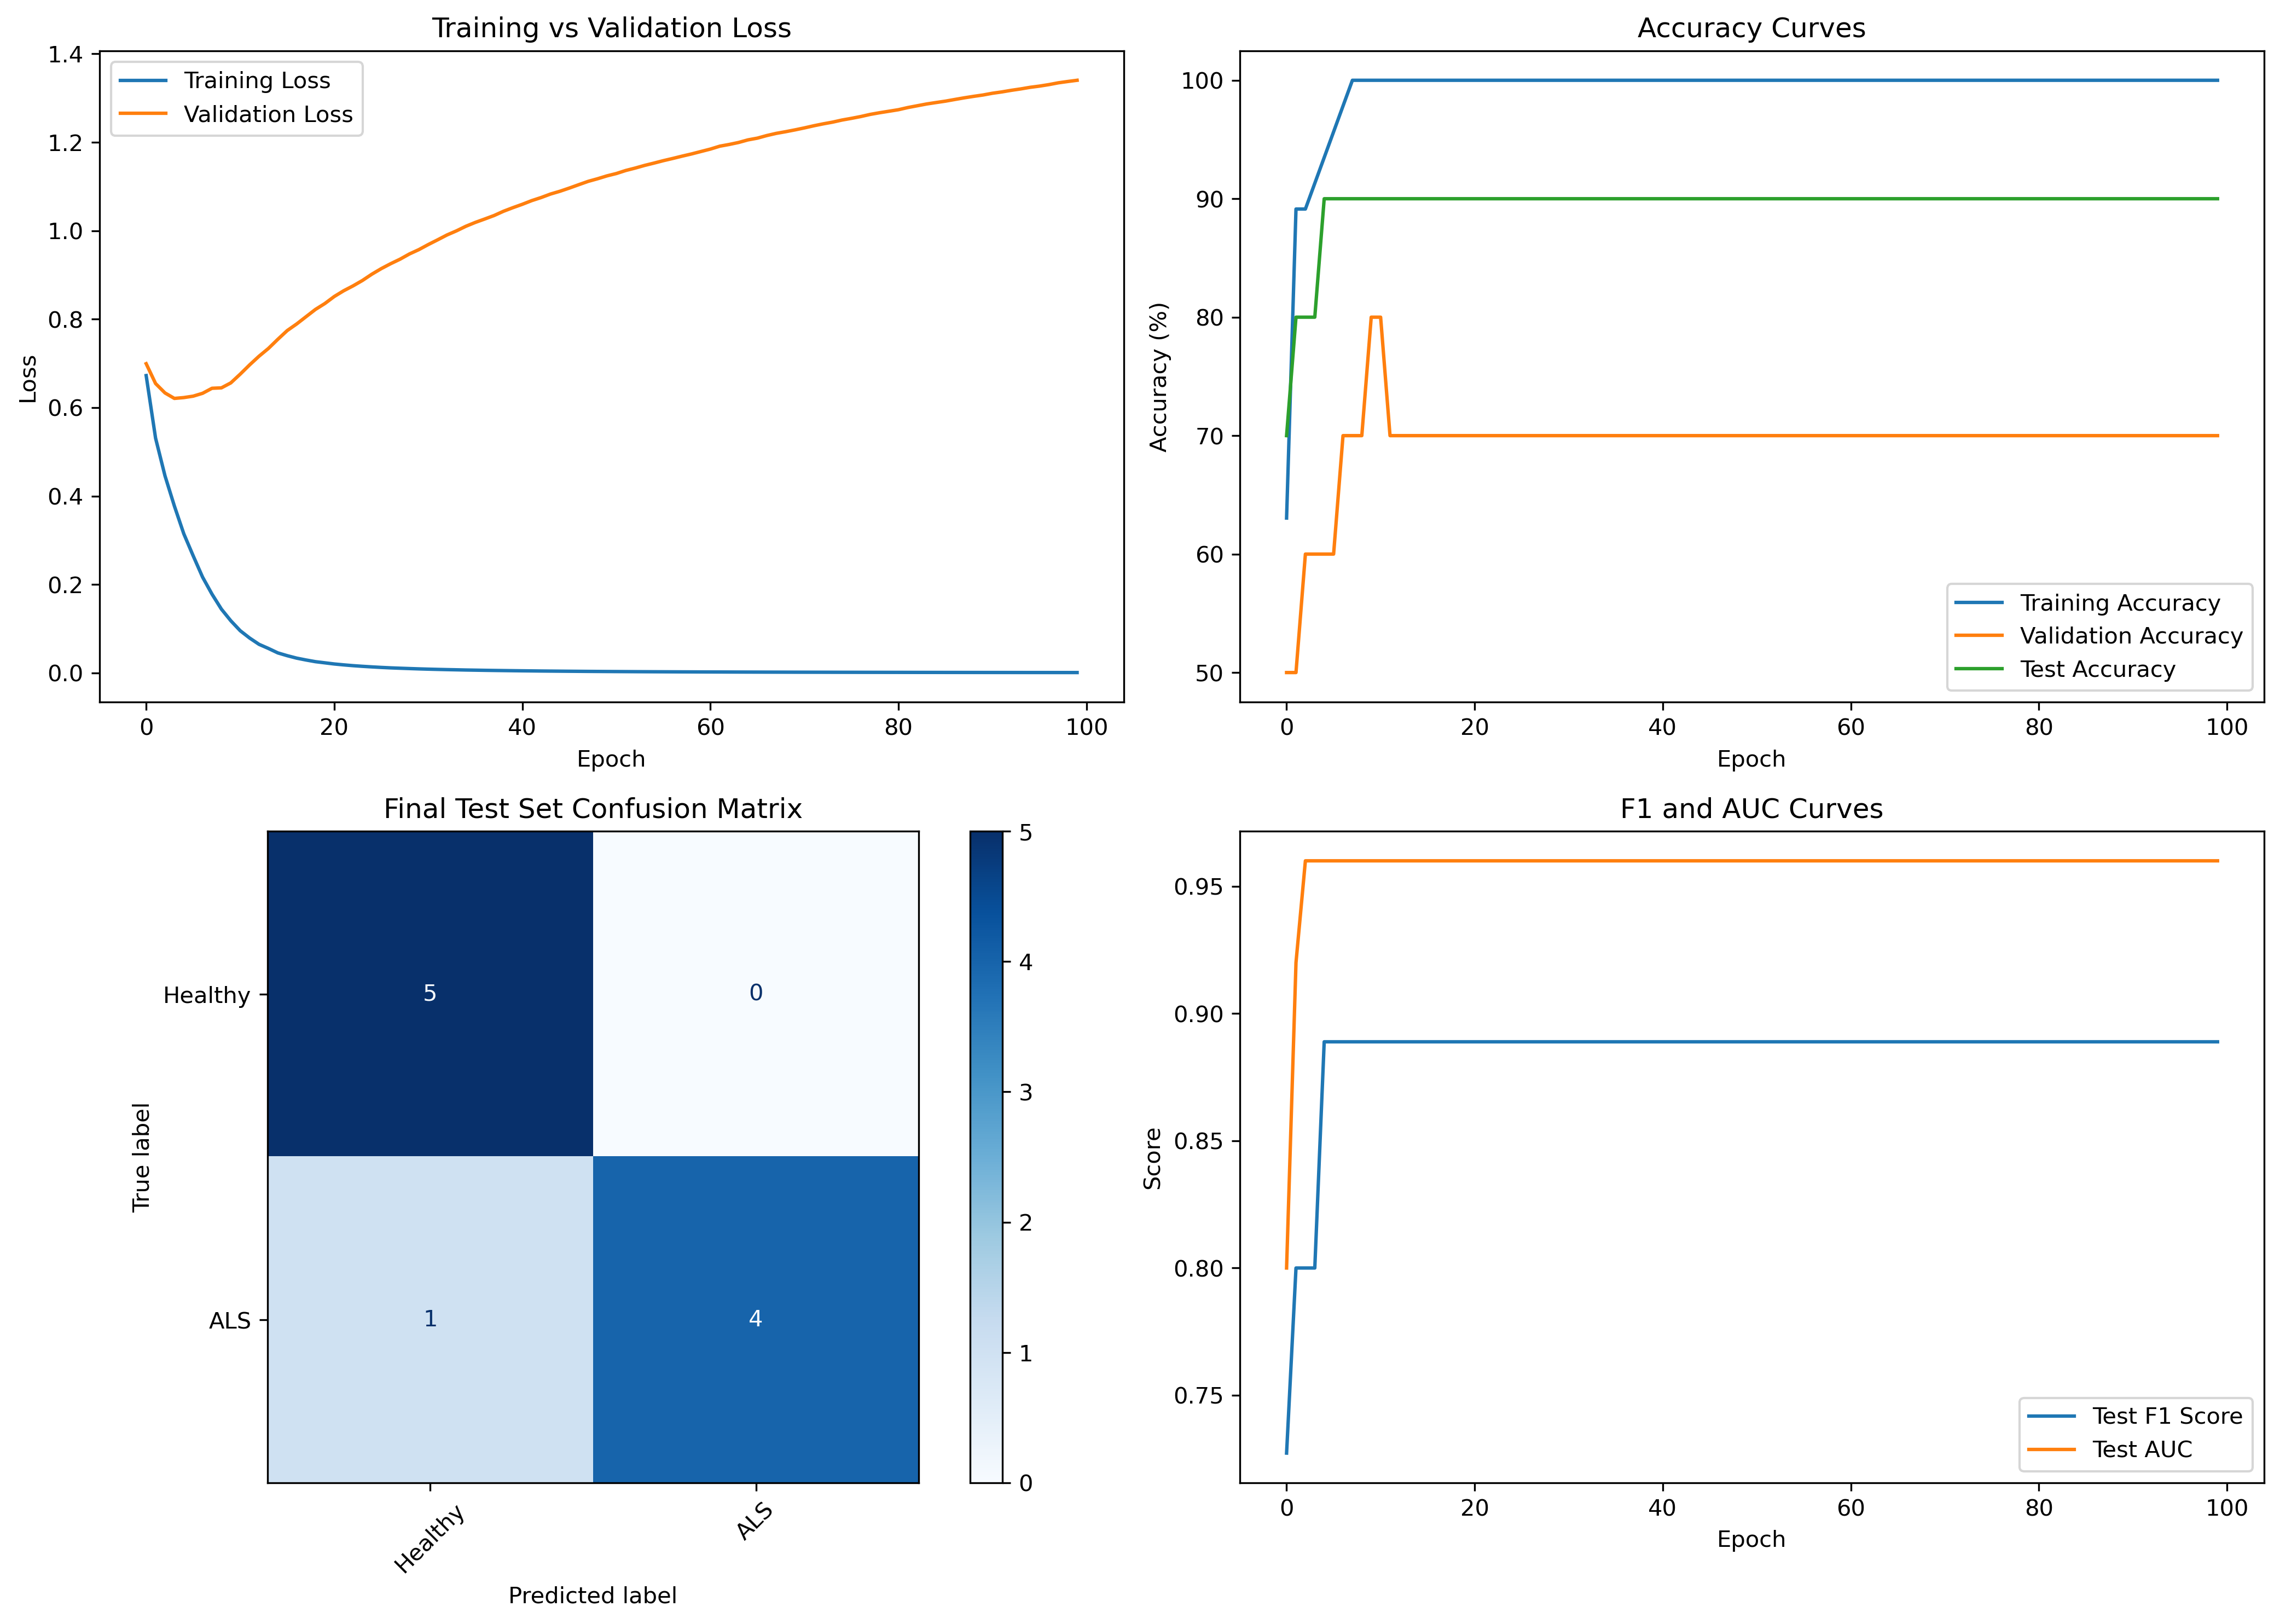 Training vs Validation Loss
Training Loss
Validation Loss
Loss
1.4
1.2
1.0
0.8
0.6
0.4
0.2
0.0
0 20 40 60 80 100
Epoch
Accuracy Curves
Accuracy (%)
100
90
80
70
60
50
Training Accuracy
Validation Accuracy
Test Accuracy
0 20 40 60 80 100
Epoch
Final Test Set Confusion Matrix
True label
Healthy
ALS
5 0
1 4
Healthy ALS
Predicted label
5
4
3
2
1
0
F1 and AUC Curves
Score
0.95
0.90
0.85
0.80
0.75
Test F1 Score
Test AUC
0 20 40 60 80 100
Epoch